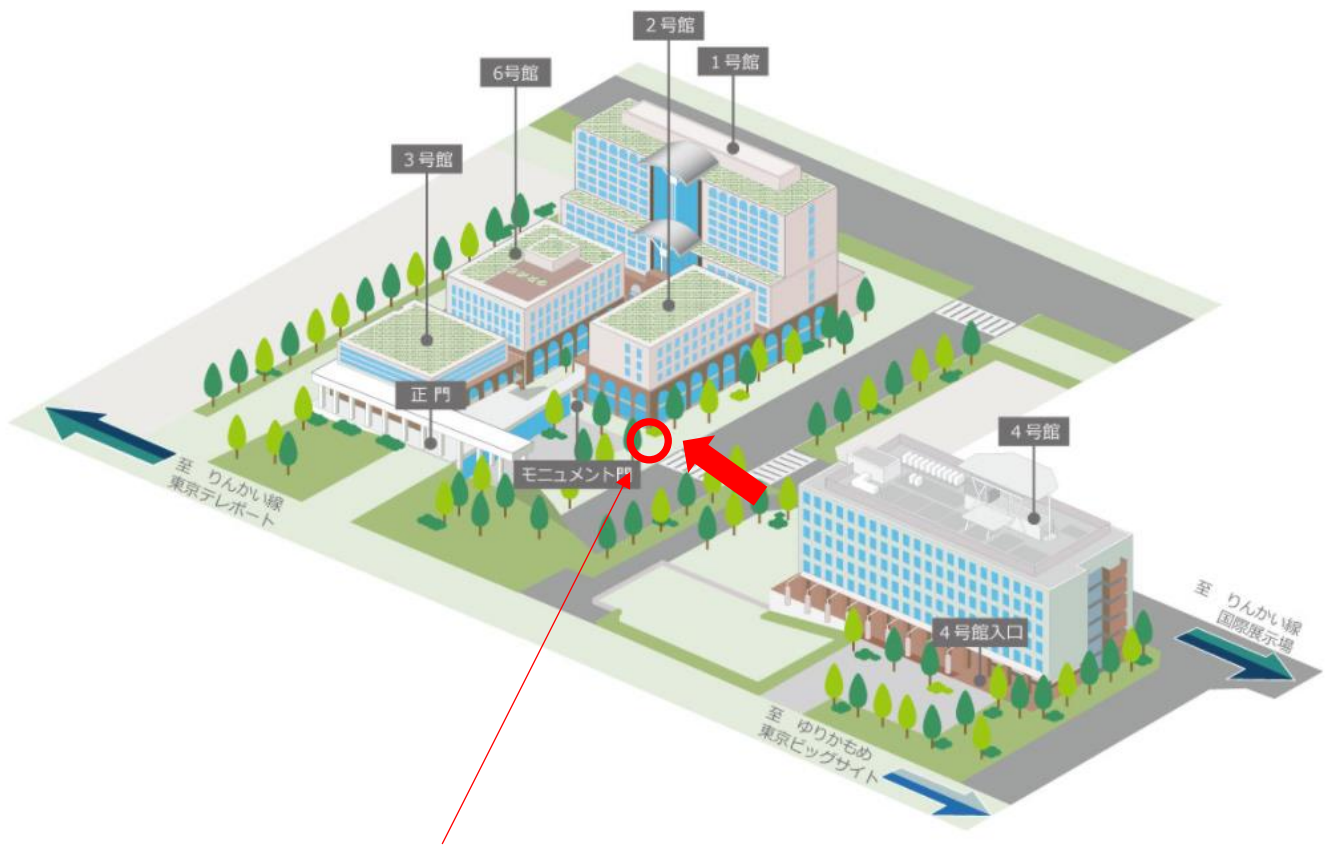 ２号館
１号館
6号館
３号館
正 門
４号館
モニュメント門
至　りんかい線
東京テレポート
至　りんかい線
国際展示場
４号館入口
至　ゆりかもめ
東京ビッグサイト